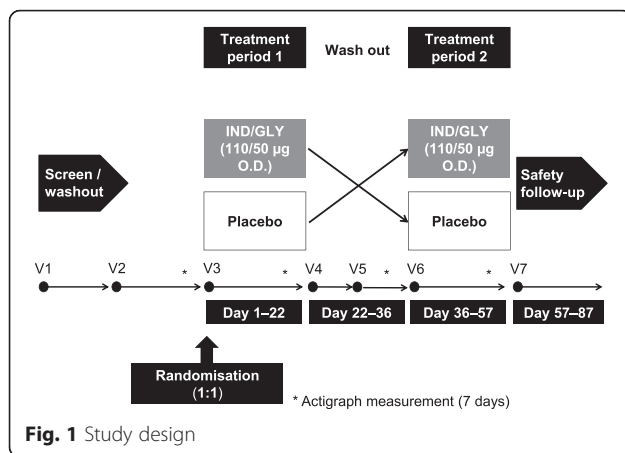 Treatment
period 1
Wash out
Treatment
period 2
IND/GLY
(110/50 µg
O.D.)
IND/GLY
(110/50 µg
O.D.)
Screen /
washout
Safety
follow-up
Placebo
Placebo
V1
V2
*
V3
*
V4
V5
*
V6
*
V7
Day 1–22
Day 22–36
Day 36–57
Day 57–87
Randomisation
(1:1)
* Actigraph measurement (7 days)
Fig. 1 Study design